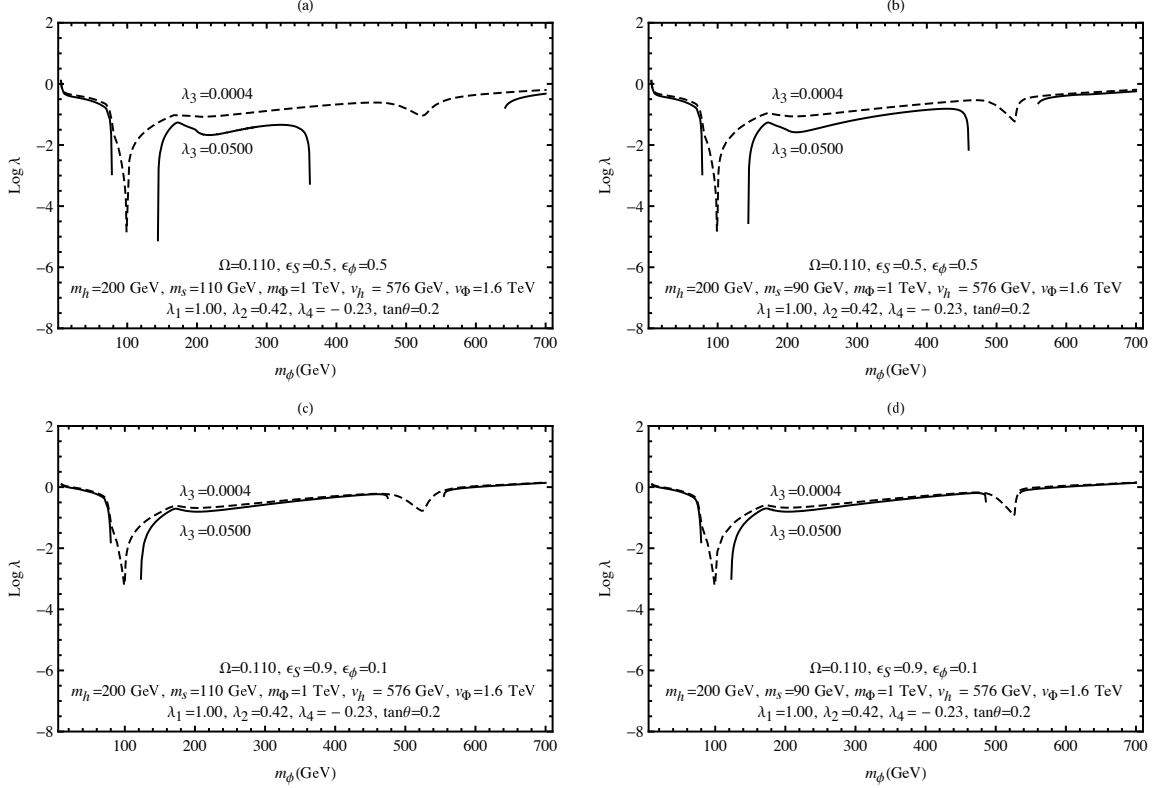 (a)
2
0
−2
−4
−6
−8
Log λ
λ3=0.0004
λ3=0.0500
Ω=0.110, ϵS=0.5, ϵϕ=0.5
mh=200 GeV, ms=110 GeV, mΦ=1 TeV, vh = 576 GeV, vΦ=1.6 TeV
λ1=1.00, λ2=0.42, λ4=−0.23, tanθ=0.2
100 200 300 400 500 600 700
mϕ(GeV)
(b)
2
0
−2
−4
−6
−8
Log λ
λ3=0.0004
λ3=0.0500
Ω=0.110, ϵS=0.5, ϵϕ=0.5
mh=200 GeV, ms=90 GeV, mΦ=1 TeV, vh = 576 GeV, vΦ=1.6 TeV
λ1=1.00, λ2=0.42, λ4=−0.23, tanθ=0.2
100 200 300 400 500 600 700
mϕ(GeV)
(c)
2
0
−2
−4
−6
−8
Log λ
λ3=0.0004
λ3=0.0500
Ω=0.110, ϵS=0.9, ϵϕ=0.1
mh=200 GeV, ms=110 GeV, mΦ=1 TeV, vh = 576 GeV, vΦ=1.6 TeV
λ1=1.00, λ2=0.42, λ4=−0.23, tanθ=0.2
100 200 300 400 500 600 700
mϕ(GeV)
(d)
2
0
−2
−4
−6
−8
Log λ
λ3=0.0004
λ3=0.0500
Ω=0.110, ϵS=0.9, ϵϕ=0.1
mh=200 GeV, ms=90 GeV, mΦ=1 TeV, vh = 576 GeV, vΦ=1.6 TeV
λ1=1.00, λ2=0.42, λ4=−0.23, tanθ=0.2
100 200 300 400 500 600 700
mϕ(GeV)